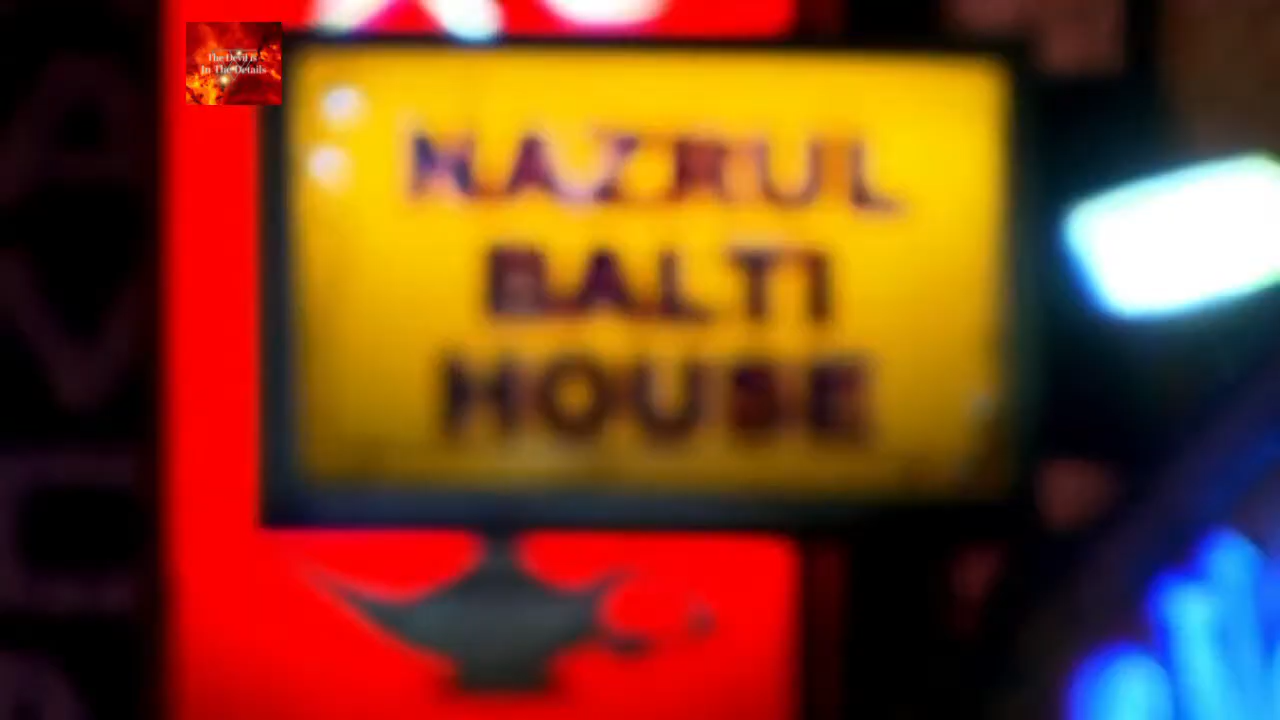 The Devil is
In The Details
NAZRUL
BALTI
HOUSE